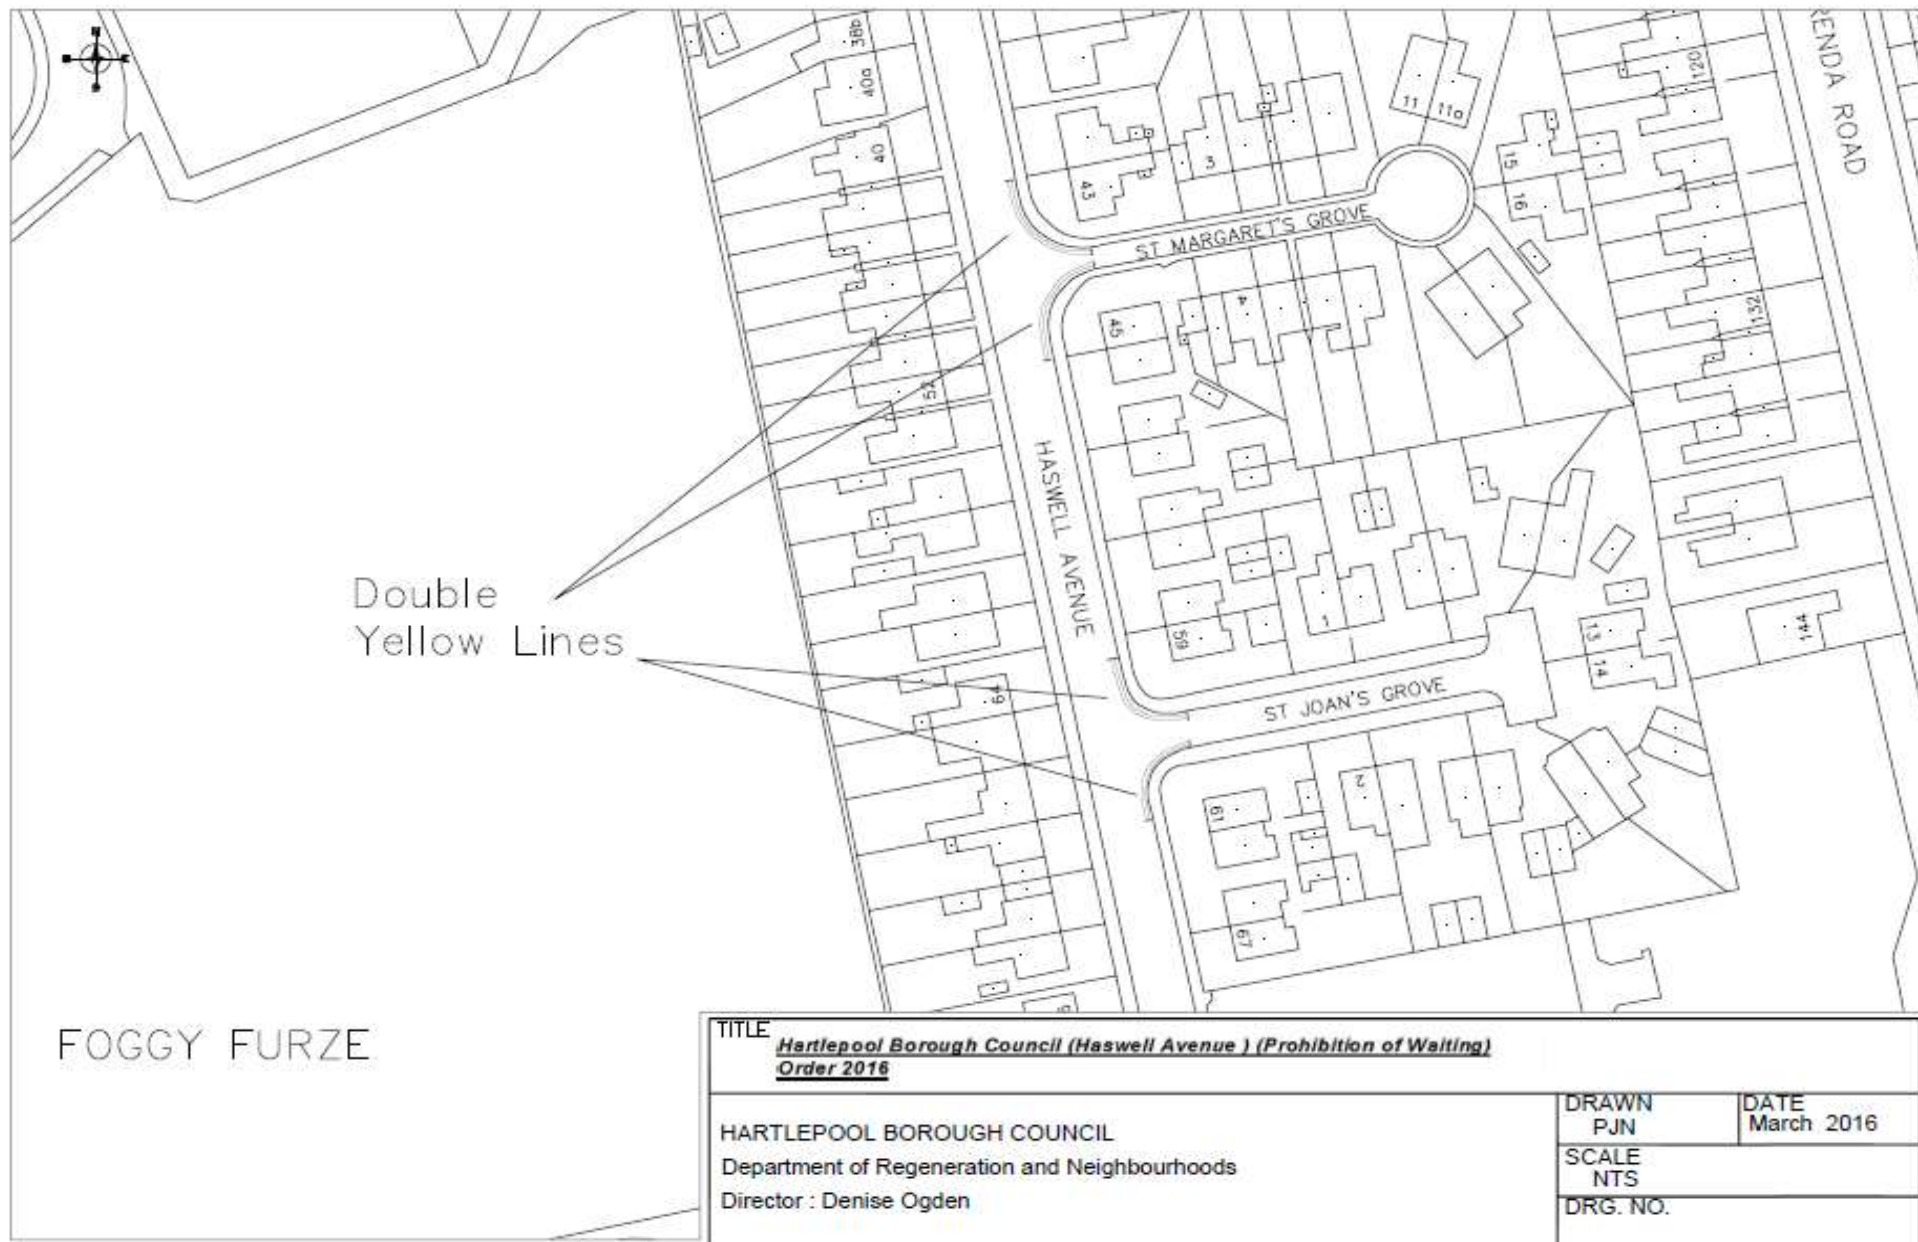 38b
40a
40
43
3
11
11a
15
16
120
RENDA ROAD
ST MARGARET'S GROVE
45
4
132
52
HASWELL AVENUE
Double
Yellow Lines
59
1
13
14
144
64
ST JOAN'S GROVE
61
2
67
FOGGY FURZE
TITLE
Hartlepool Borough Council (Haswell Avenue ) (Prohibition of Waiting)
Order 2016
HARTLEPOOL BOROUGH COUNCIL
Department of Regeneration and Neighbourhoods
Director : Denise Ogden
DRAWN
PJN
DATE
March 2016
SCALE
NTS
DRG. NO.